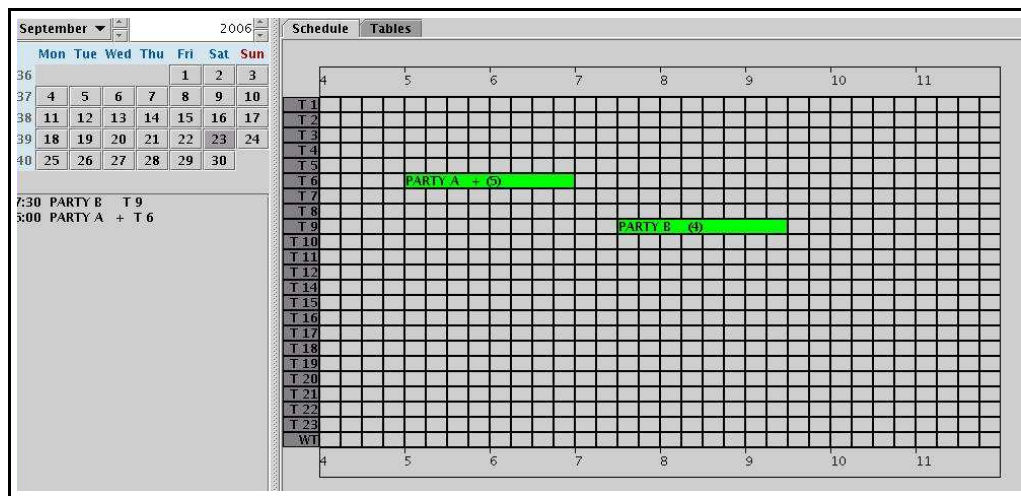 September 2006
Mon Tue Wed Thu Fri Sat Sun
36 1 2 3
37 4 5 6 7 8 9 10
38 11 12 13 14 15 16 17
39 18 19 20 21 22 23 24
40 25 26 27 28 29 30
7:30 PARTY B T 9
5:00 PARTY A + T 6
Schedule Tables
4 5 6 7 8 9 10 11
T 1
T 2
T 3
T 4
T 5
T 6 PARTY A + (5)
T 7
T 8
T 9 PARTY B (4)
T 10
T 11
T 12
T 14
T 15
T 16
T 17
T 18
T 19
T 20
T 21
T 22
T 23
WT
4 5 6 7 8 9 10 11